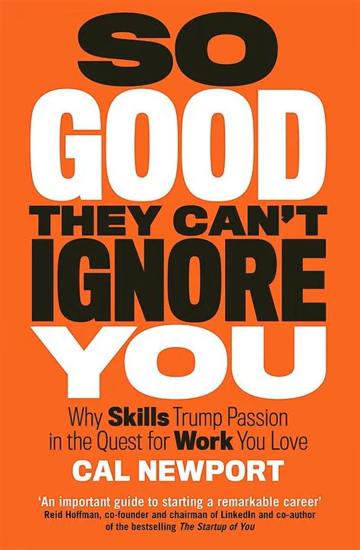 SO
GOOD
THEY CAN'T
IGNORE
YOU
Why Skills Trump Passion
in the Quest for Work You Love
CAL NEWPORT
‘An important guide to starting a remarkable career’
Reid Hoffman, co-founder and chairman of LinkedIn and co-author
of the bestselling The Startup of You